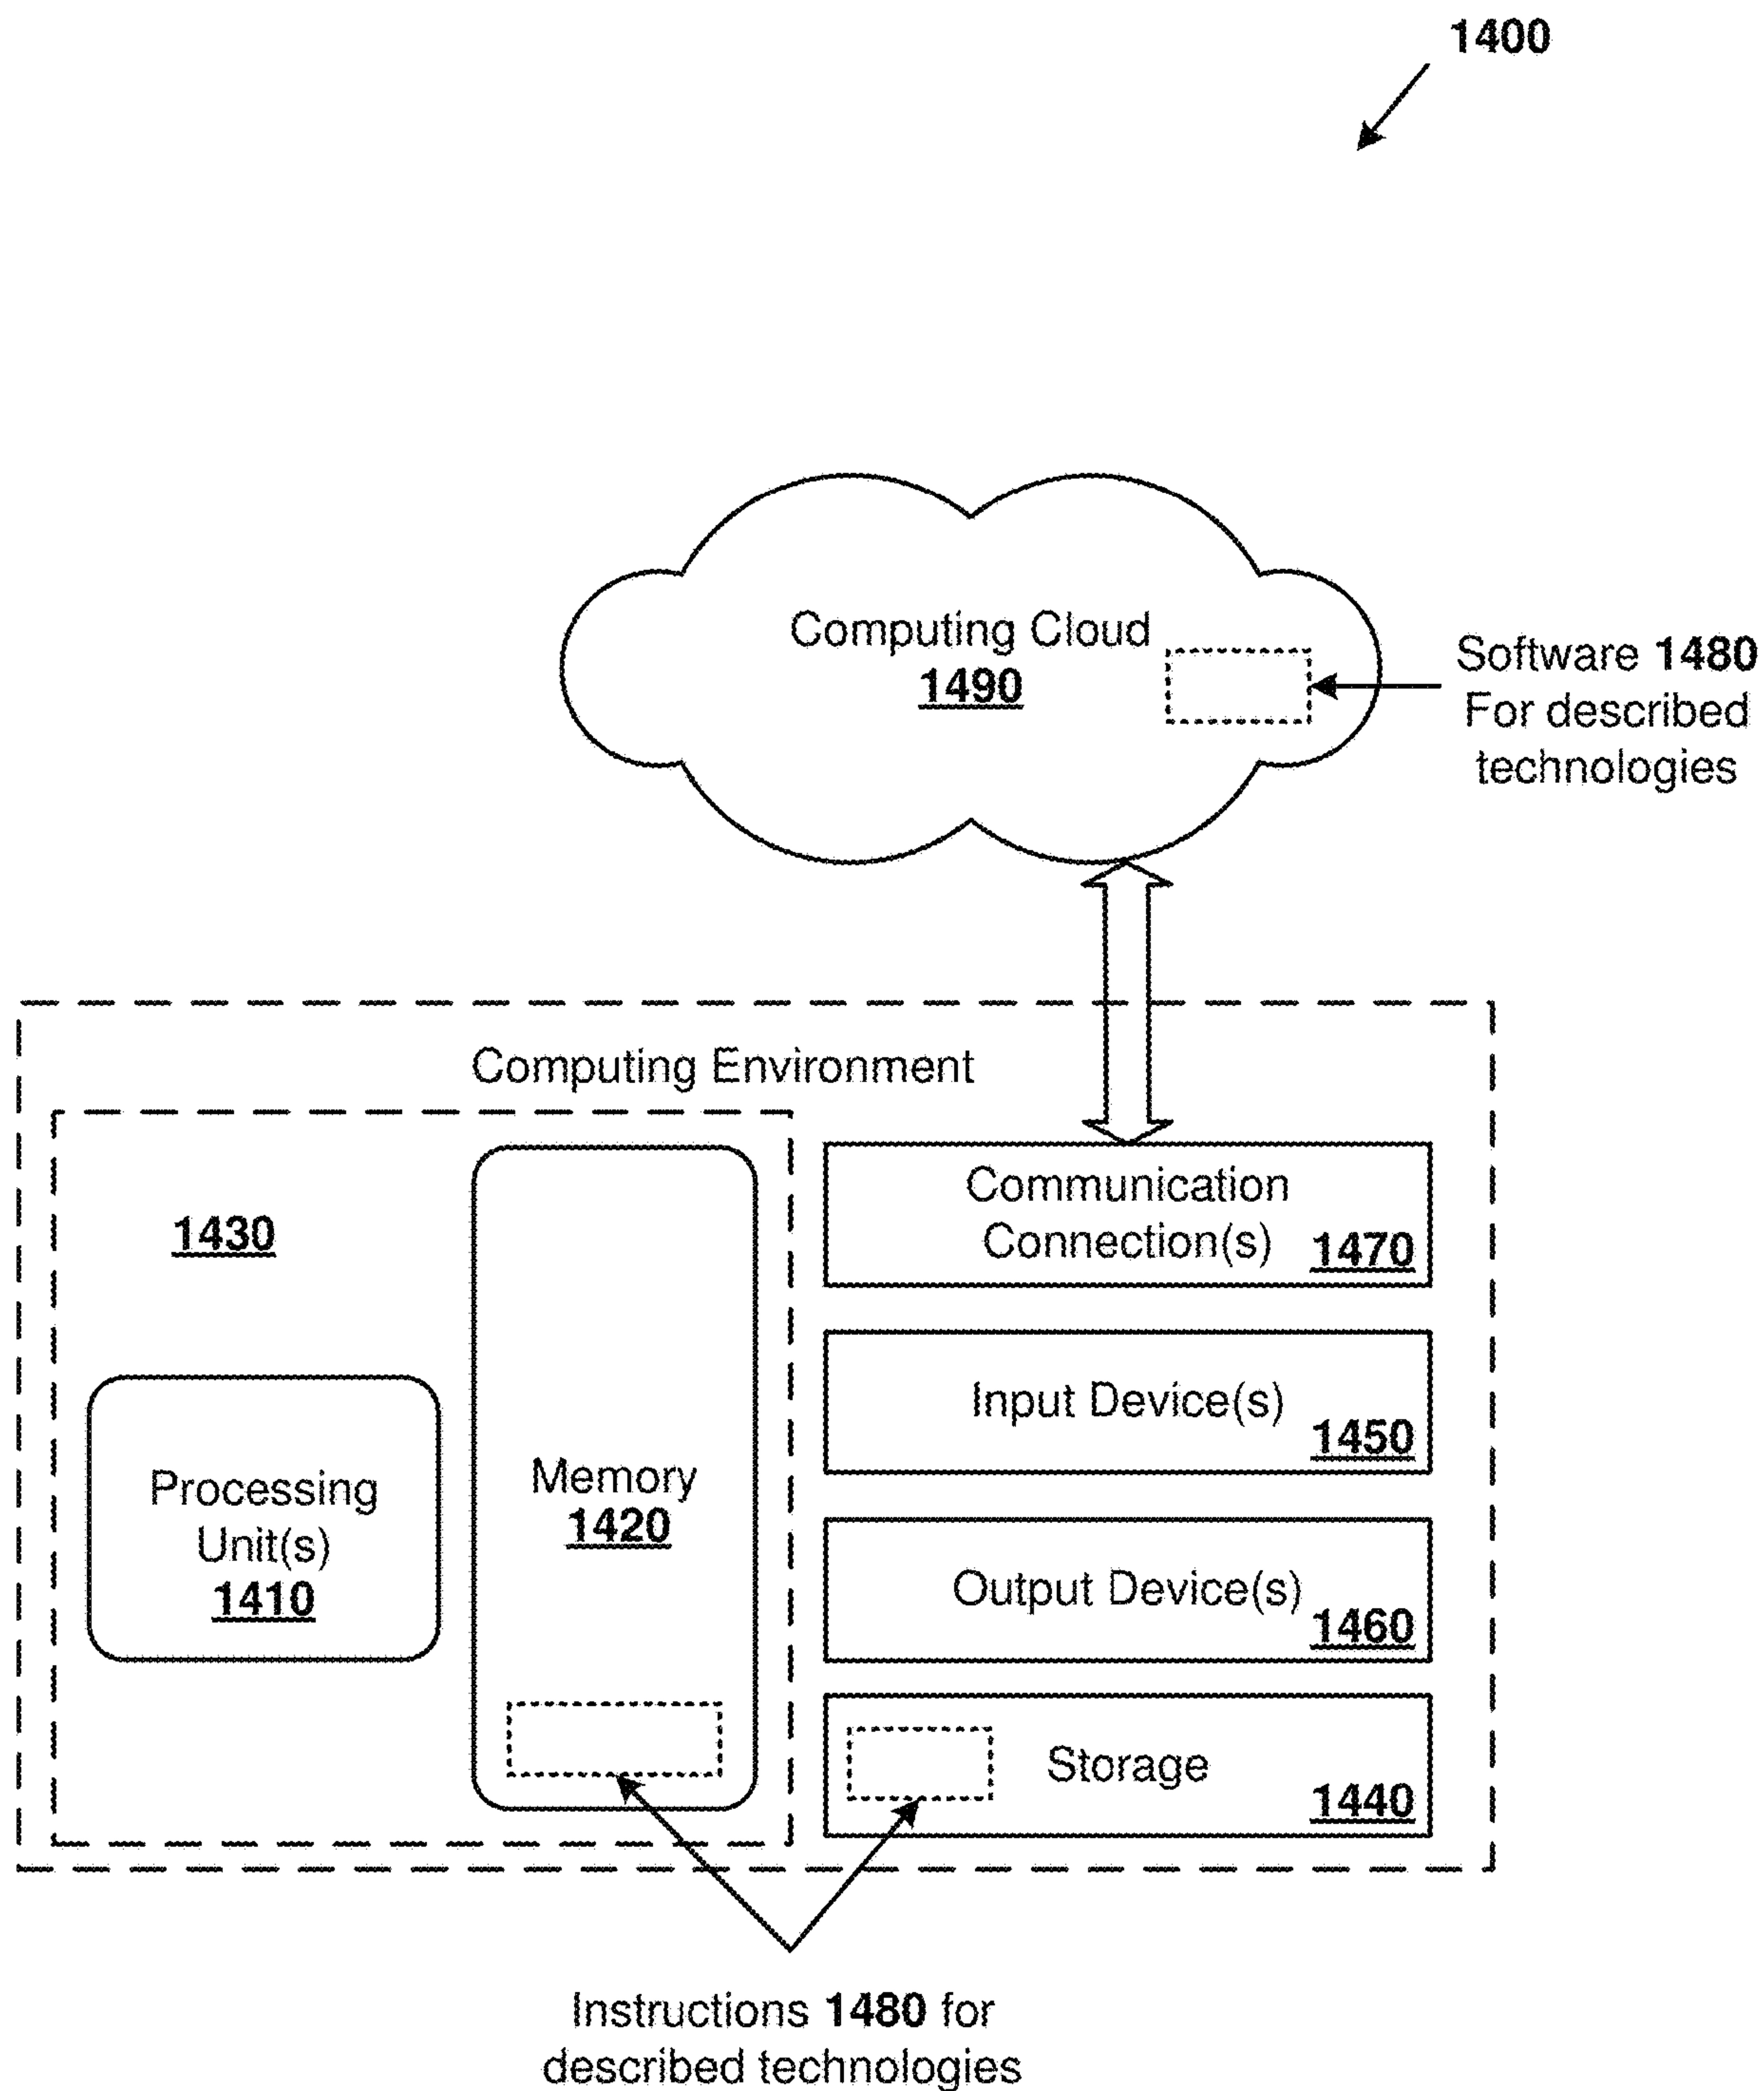 1400
Computing Cloud
1490
Software 1480
For described
technologies
Computing Environment
1430
Processing
Unit(s)
1410
Memory
1420
Communication
Connection(s) 1470
Input Device(s)
1450
Output Device(s)
1460
Storage
1440
Instructions 1480 for
described technologies